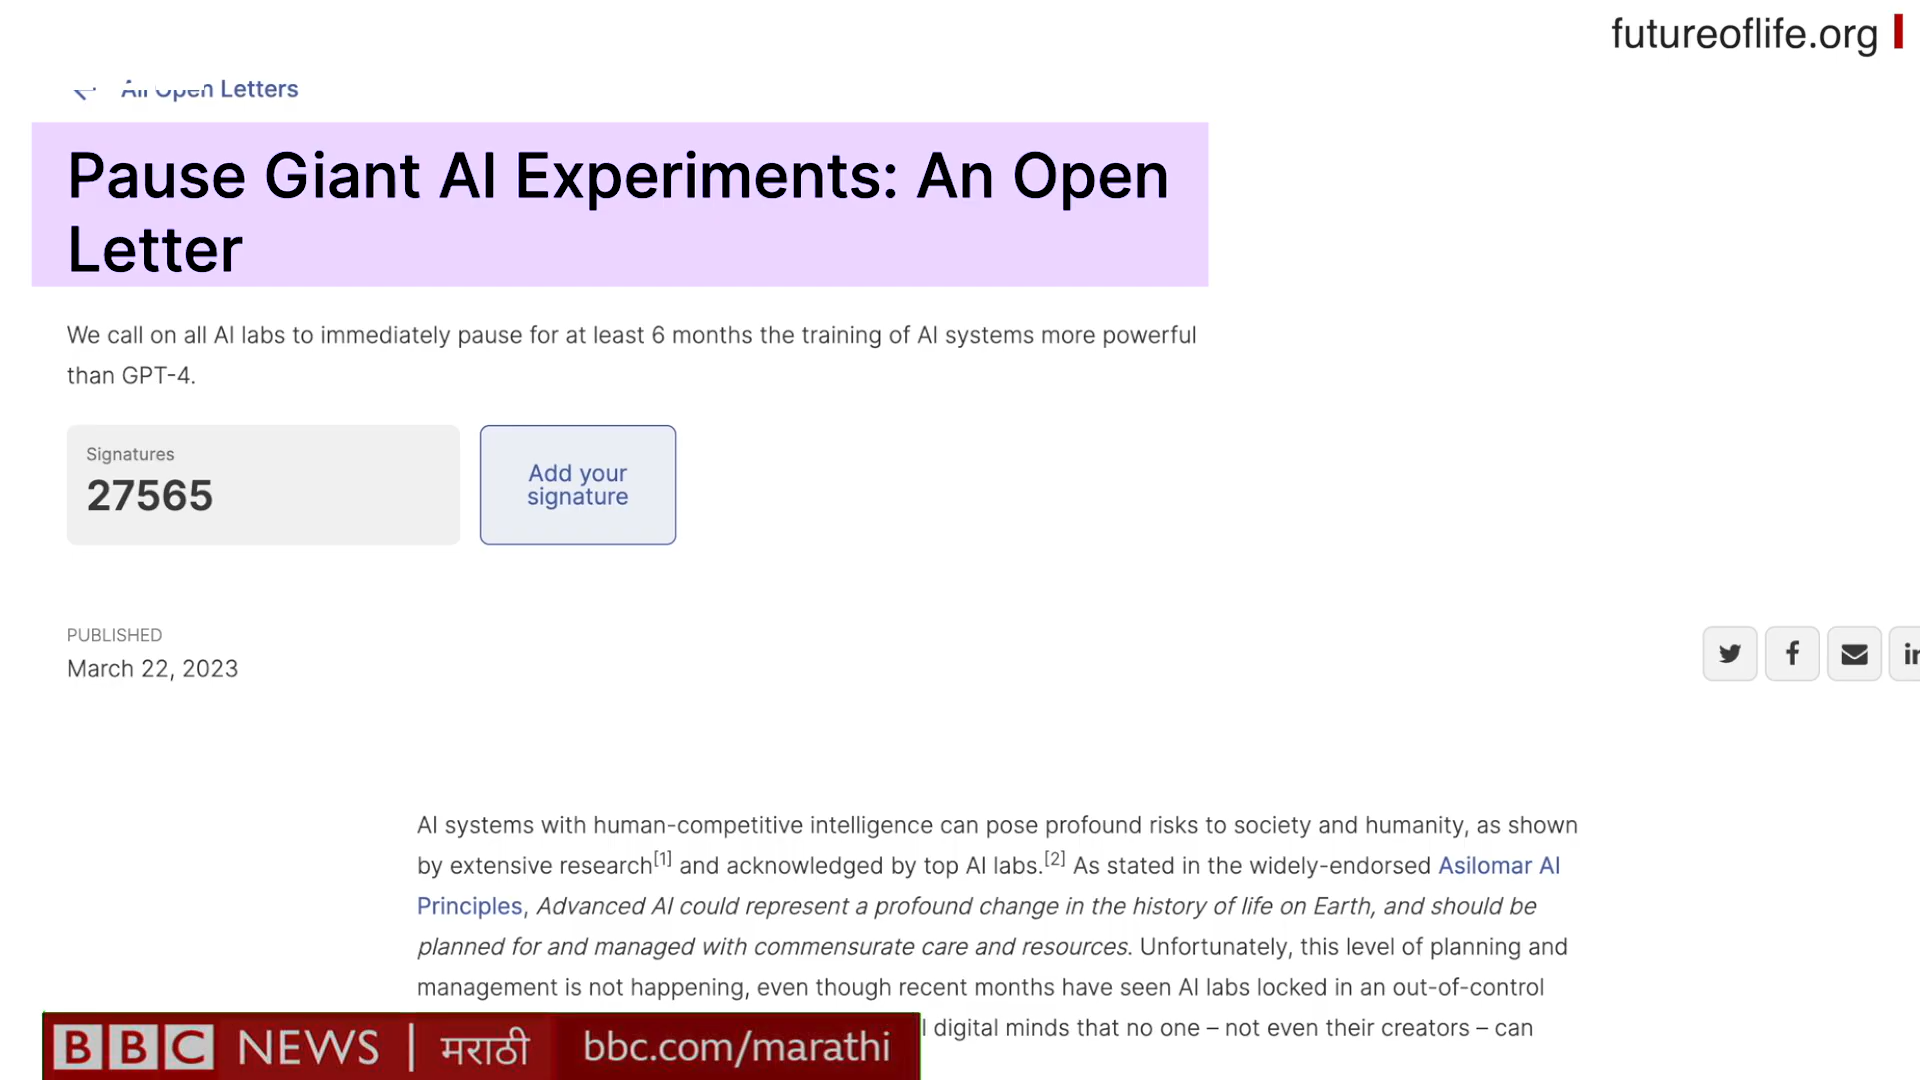 futureoflife.org
All Open Letters
Pause Giant AI Experiments: An Open
Letter
We call on all AI labs to immediately pause for at least 6 months the training of AI systems more powerful
than GPT-4.
Signatures
27565
Add your
signature
PUBLISHED
March 22, 2023
in
AI systems with human-competitive intelligence can pose profound risks to society and humanity, as shown
by extensive research[1] and acknowledged by top AI labs.[2] As stated in the widely-endorsed Asilomar AI
Principles, Advanced AI could represent a profound change in the history of life on Earth, and should be
planned for and managed with commensurate care and resources. Unfortunately, this level of planning and
management is not happening, even though recent months have seen AI labs locked in an out-of-control
digital minds that no one – not even their creators – can
BBC NEWS | मराठी bbc.com/marathi